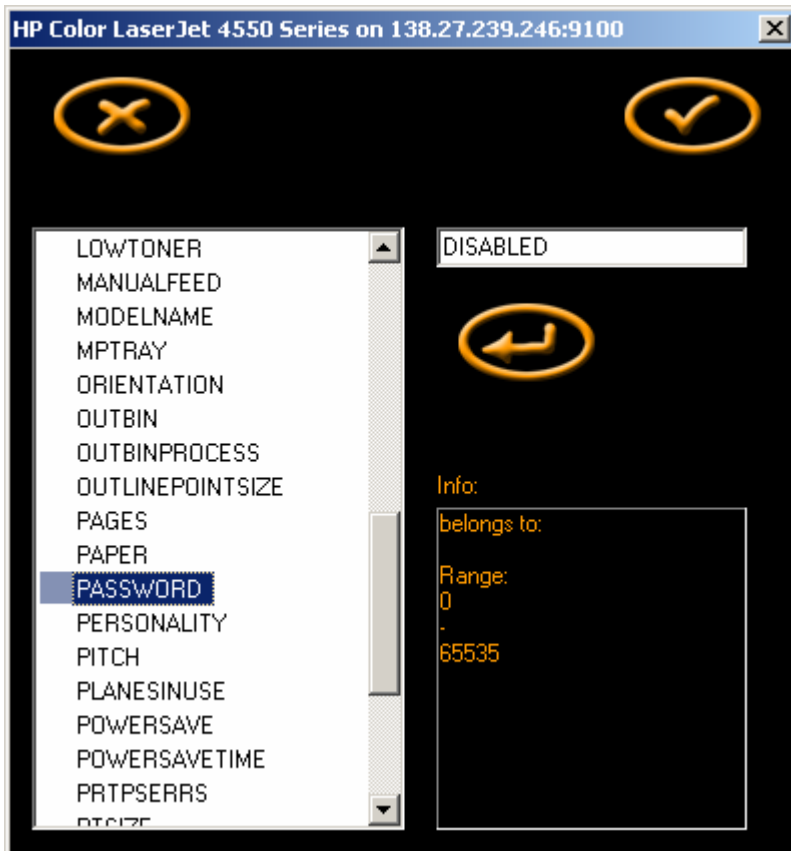 HP Color LaserJet 4550 Series on 138.27.239.246:9100
LOWTONER
MANUALFEED
MODELNAME
MPTRAY
ORIENTATION
OUTBIN
OUTBINPROCESS
OUTLINEPOINTSIZE
PAGES
PAPER
PASSWORD
PERSONALITY
PITCH
PLANESINUSE
POWERSAVE
POWERSAVETIME
PRTPSERRS
PTSIZE
DISABLED
Info:
belongs to:
Range:
0
-
65535